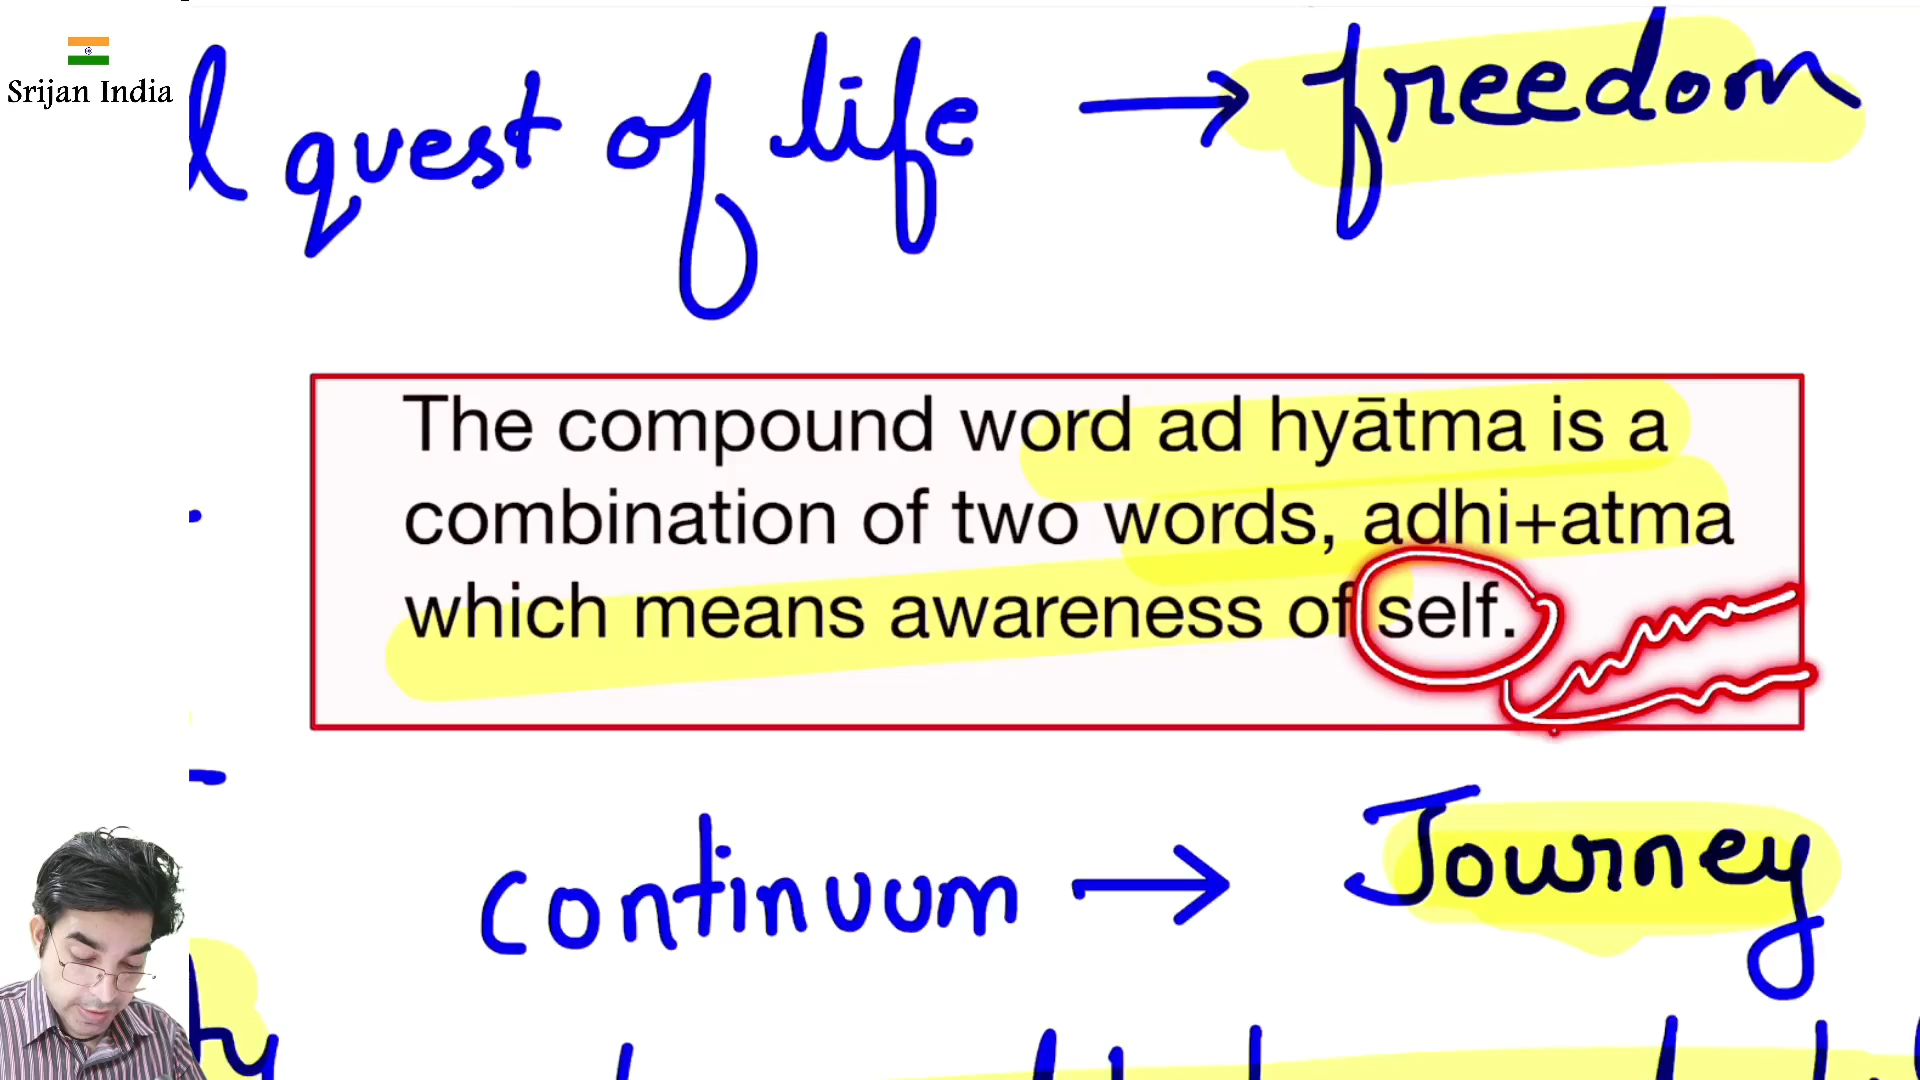 Srijan India
quest of life → freedom
The compound word ad hyātma is a
combination of two words, adhi+atma
which means awareness of self.
continuum → Journey